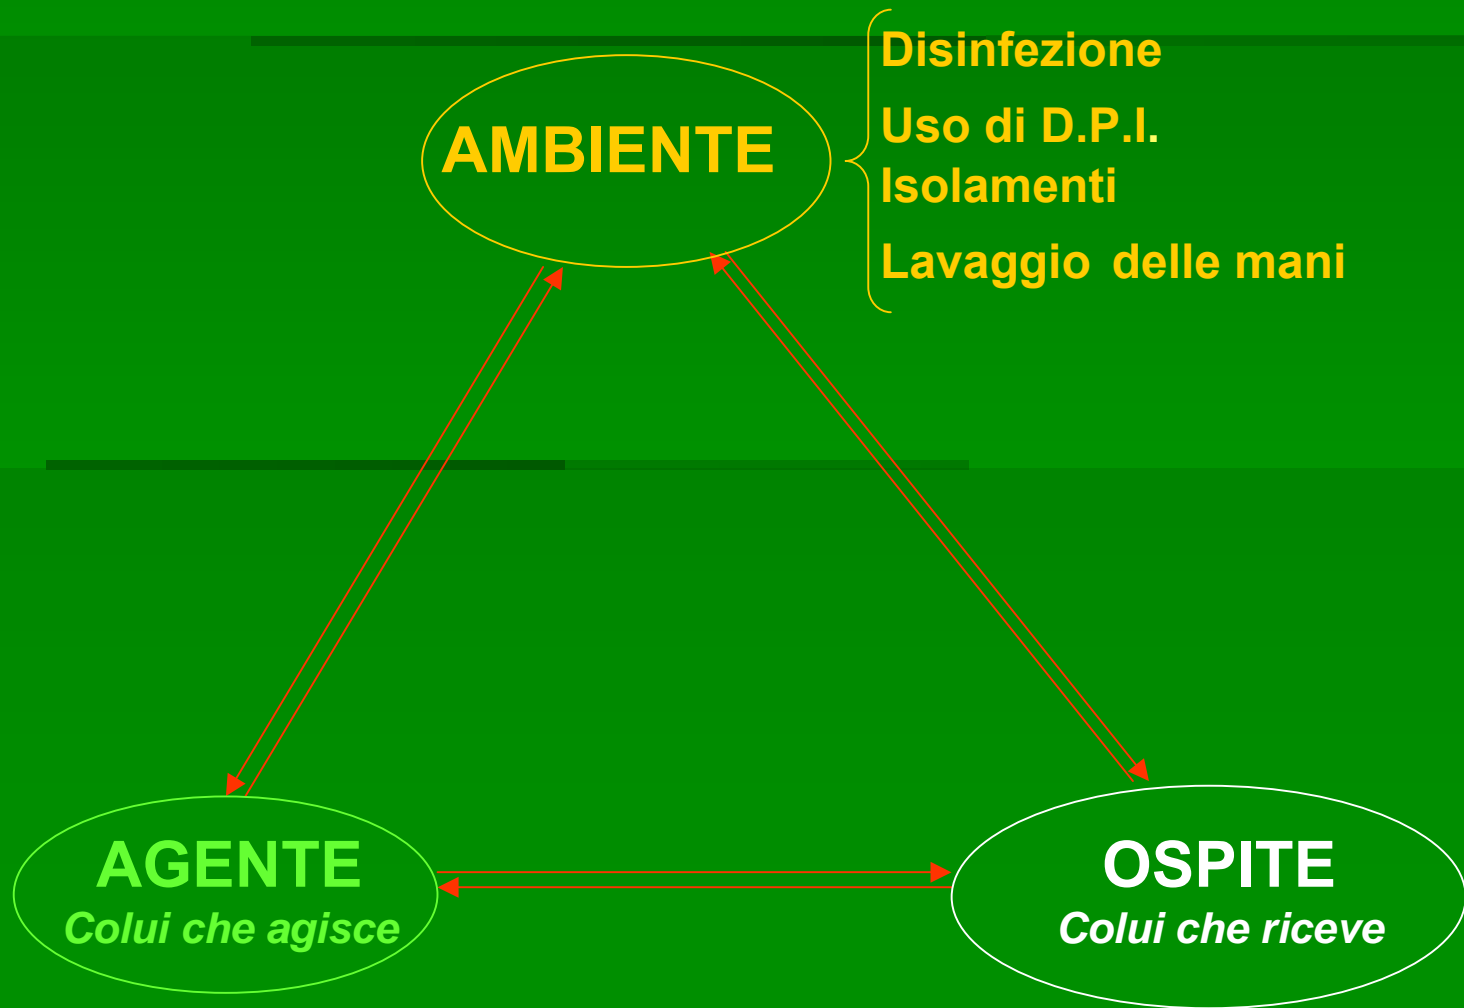 Disinfezione
Uso di D.P.I.
Isolamenti
Lavaggio delle mani
AMBIENTE
AGENTE
Colui che agisce
OSPITE
Colui che riceve